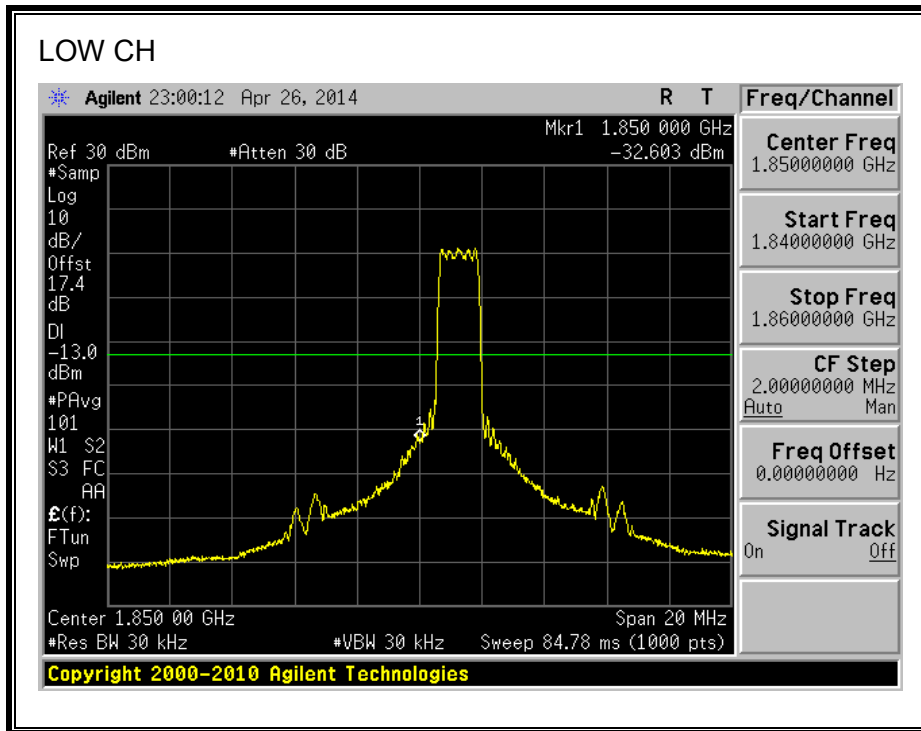 LOW CH
Agilent 23:00:12 Apr 26, 2014 R T
Mkr1 1.850 000 GHz
Ref 30 dBm #Atten 30 dB -32.603 dBm
#Samp
Log
10
dB/
Offst
17.4
dB
DI
-13.0
dBm
#PAvg
101
W1 S2
S3 FC
AA
£(f):
FTun
Swp
1
Center 1.850 00 GHz Span 20 MHz
#Res BW 30 kHz #VBW 30 kHz Sweep 84.78 ms (1000 pts)
Copyright 2000-2010 Agilent Technologies
Freq/Channel
Center Freq
1.85000000 GHz
Start Freq
1.84000000 GHz
Stop Freq
1.86000000 GHz
CF Step
2.00000000 MHz
Auto Man
Freq Offset
0.00000000 Hz
Signal Track
On Off